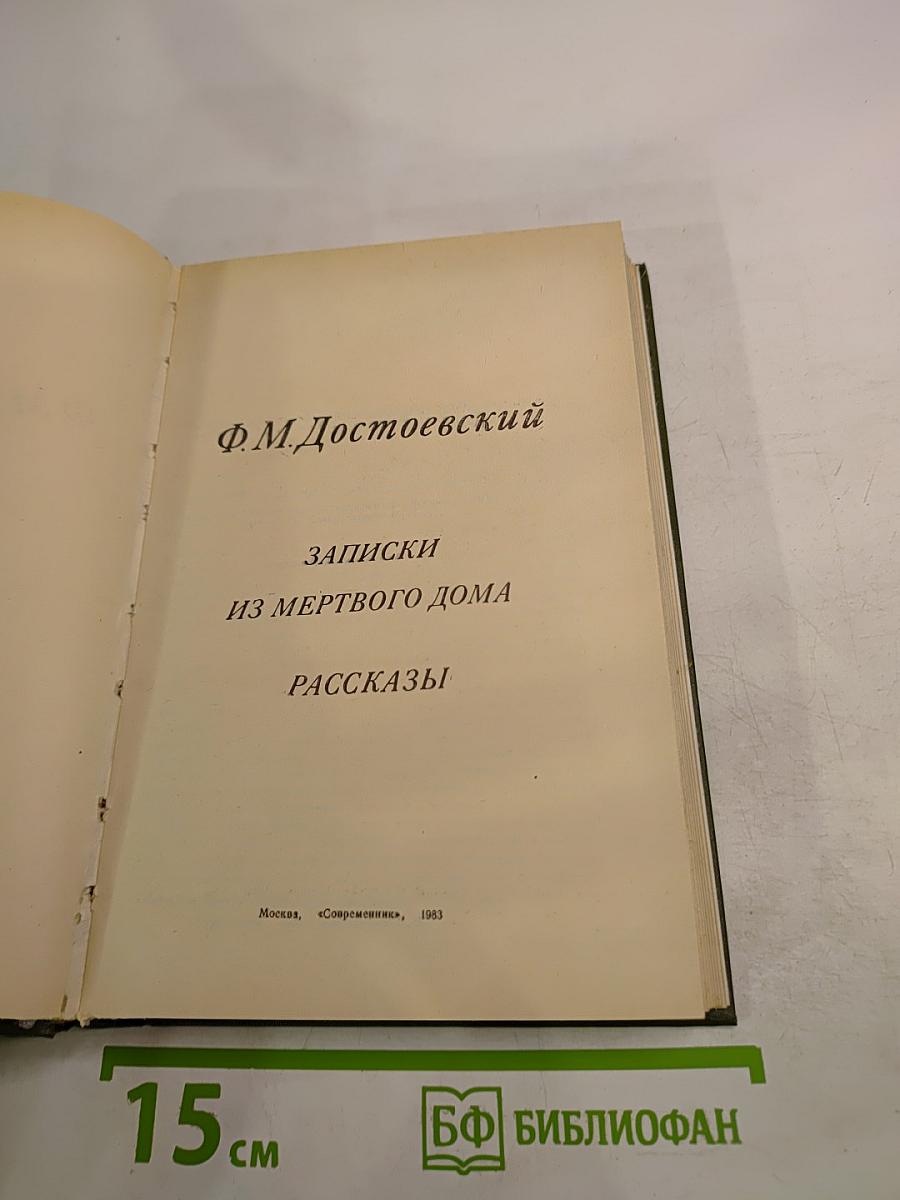 Ф.М.Достоевский
ЗАПИСКИ
ИЗ МЕРТВОГО ДОМА
РАССКАЗЫ
Москва, «Современник», 1983
15 см
БФ БИБЛИОФАН